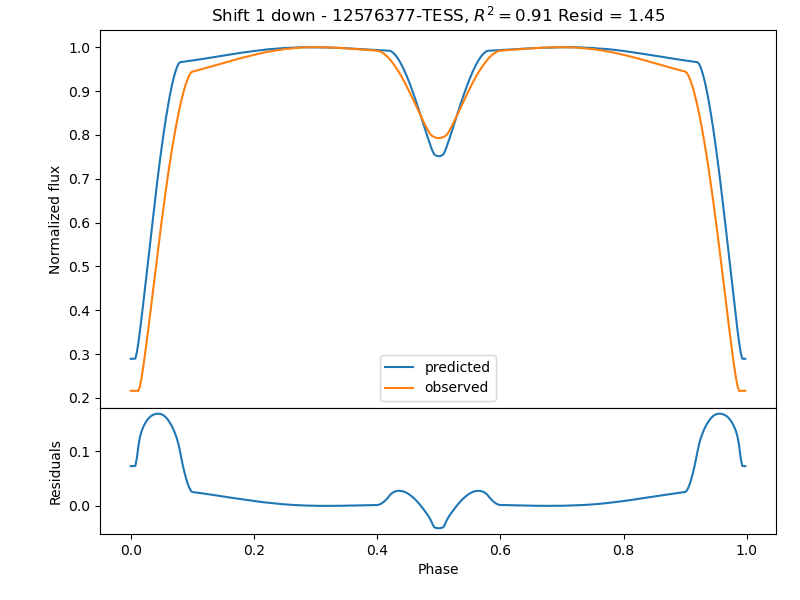 Shift 1 down - 12576377-TESS, R² = 0.91 Resid = 1.45
Normalized flux
1.0
0.9
0.8
0.7
0.6
0.5
0.4
0.3
0.2
predicted
observed
Residuals
0.1
0.0
0.0 0.2 0.4 0.6 0.8 1.0
Phase